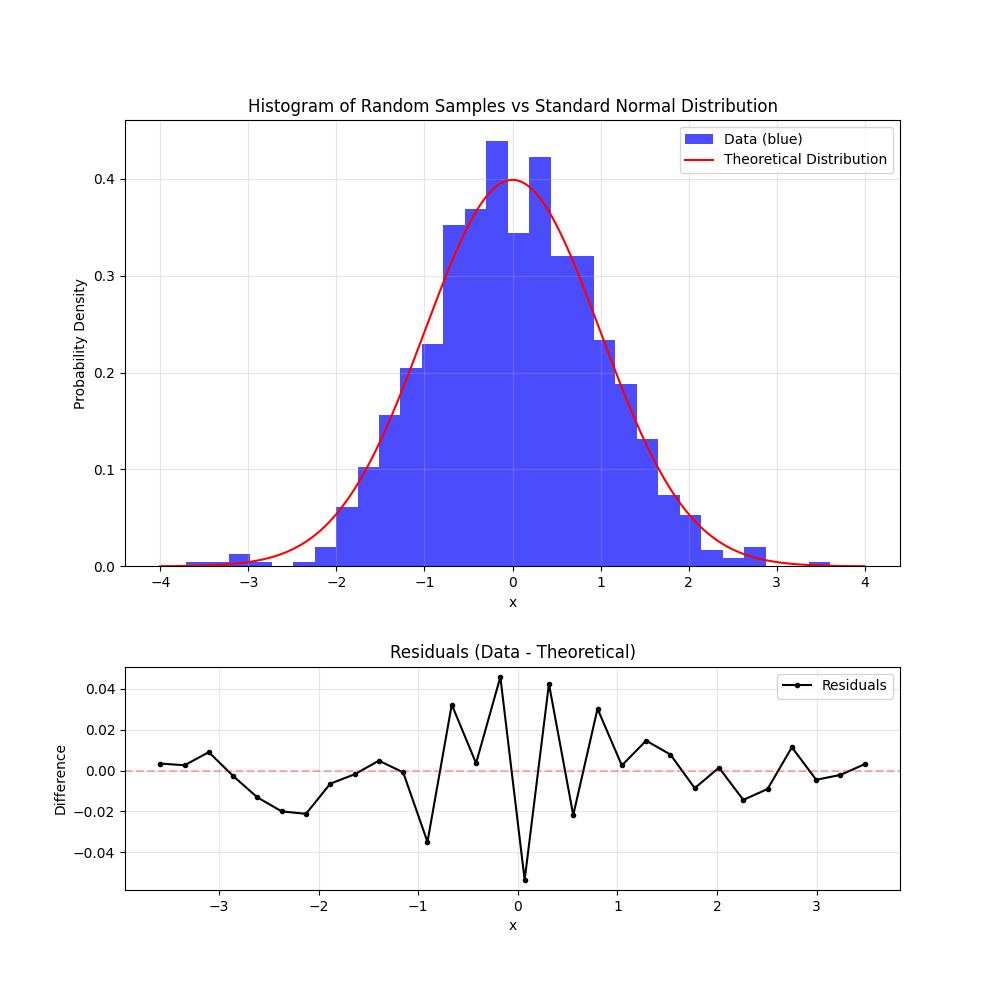 Histogram of Random Samples vs Standard Normal Distribution
Data (blue)
Theoretical Distribution
Probability Density
0.4
0.3
0.2
0.1
0.0
−4 −3 −2 −1 0 1 2 3 4
x
Residuals (Data - Theoretical)
Residuals
Difference
0.04
0.02
0.00
−0.02
−0.04
−3 −2 −1 0 1 2 3
x